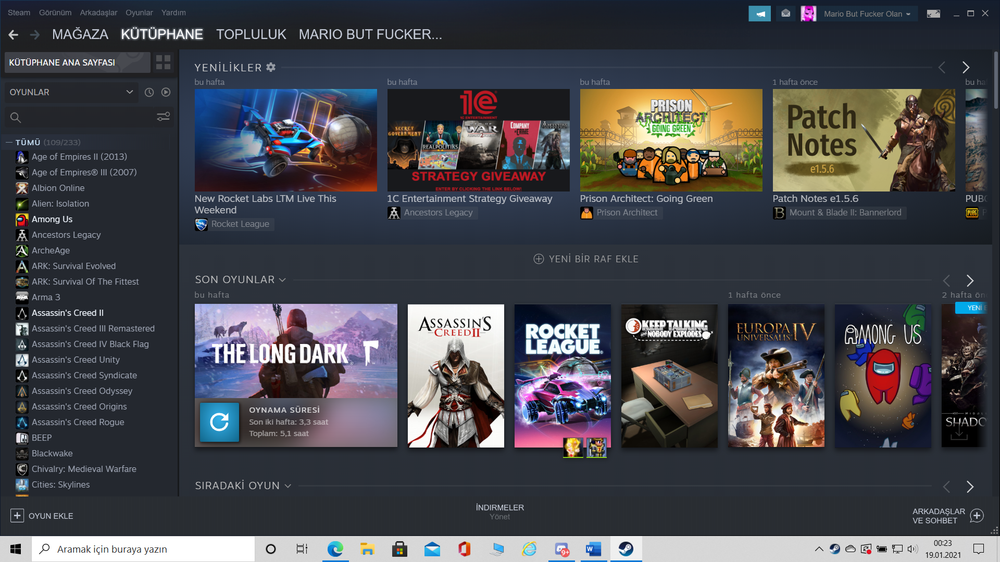 Steam Görünüm Arkadaşlar Oyunlar Yardım
Mario But Fucker Olan
MAĞAZA KÜTÜPHANE TOPLULUK MARIO BUT FUCKER...
KÜTÜPHANE ANA SAYFASI
OYUNLAR
TÜMÜ (109/233)
Age of Empires II (2013)
Age of Empires® III (2007)
Albion Online
Alien: Isolation
Among Us
Ancestors Legacy
ArcheAge
ARK: Survival Evolved
ARK: Survival Of The Fittest
Arma 3
Assassin's Creed II
Assassin's Creed III Remastered
Assassin's Creed IV Black Flag
Assassin's Creed Unity
Assassin's Creed Syndicate
Assassin's Creed Odyssey
Assassin's Creed Origins
Assassin's Creed Rogue
BEEP
Blackwake
Chivalry: Medieval Warfare
Cities: Skylines
YENİLİKLER
bu hafta
New Rocket Labs LTM Live This
Weekend
Rocket League
bu hafta
1C
1C ENTERTAINMENT
SECRET
GOVERNMENT
REALPOLITIKS
MEN OF
WAR
ASSAULT SQUAD 2
COMPANY
OF CRIME
ANCESTORS
STRATEGY GIVEAWAY
ENTER BY CLICKING THE LINK BELOW!
1C Entertainment Strategy Giveaway
Ancestors Legacy
bu hafta
PRISON
ARCHITECT
GOING GREEN
Prison Architect: Going Green
Prison Architect
1 hafta önce
Patch
Notes
e1.5.6
Patch Notes e1.5.6
Mount & Blade II: Bannerlord
bu ha
PUBG
PUBG
P
YENİ BİR RAF EKLE
SON OYUNLAR
bu hafta
THE LONG DARK
OYNAMA SÜRESİ
Son iki hafta: 3,3 saat
Toplam: 5,1 saat
ASSASSIN'S
CREED II
ROCKET
LEAGUE
KEEP TALKING
and NOBODY EXPLODES
1 hafta önce
EUROPA
UNIVERSALIS IV
AMONG US
2 hafta ön
YENİ E
SHADO
SIRADAKİ OYUN
OYUN EKLE
İNDİRMELER
Yönet
ARKADAŞLAR
VE SOHBET
Aramak için buraya yazın
9+
00:23
19.01.2021